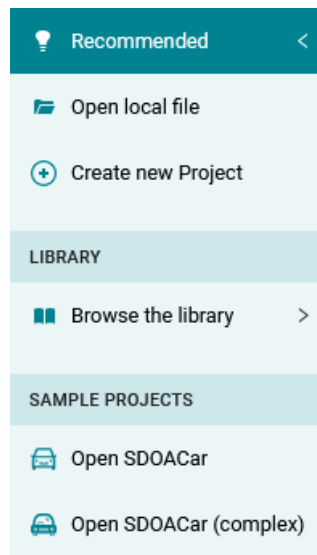 Recommended
Open local file
Create new Project
LIBRARY
Browse the library
SAMPLE PROJECTS
Open SDOACar
Open SDOACar (complex)